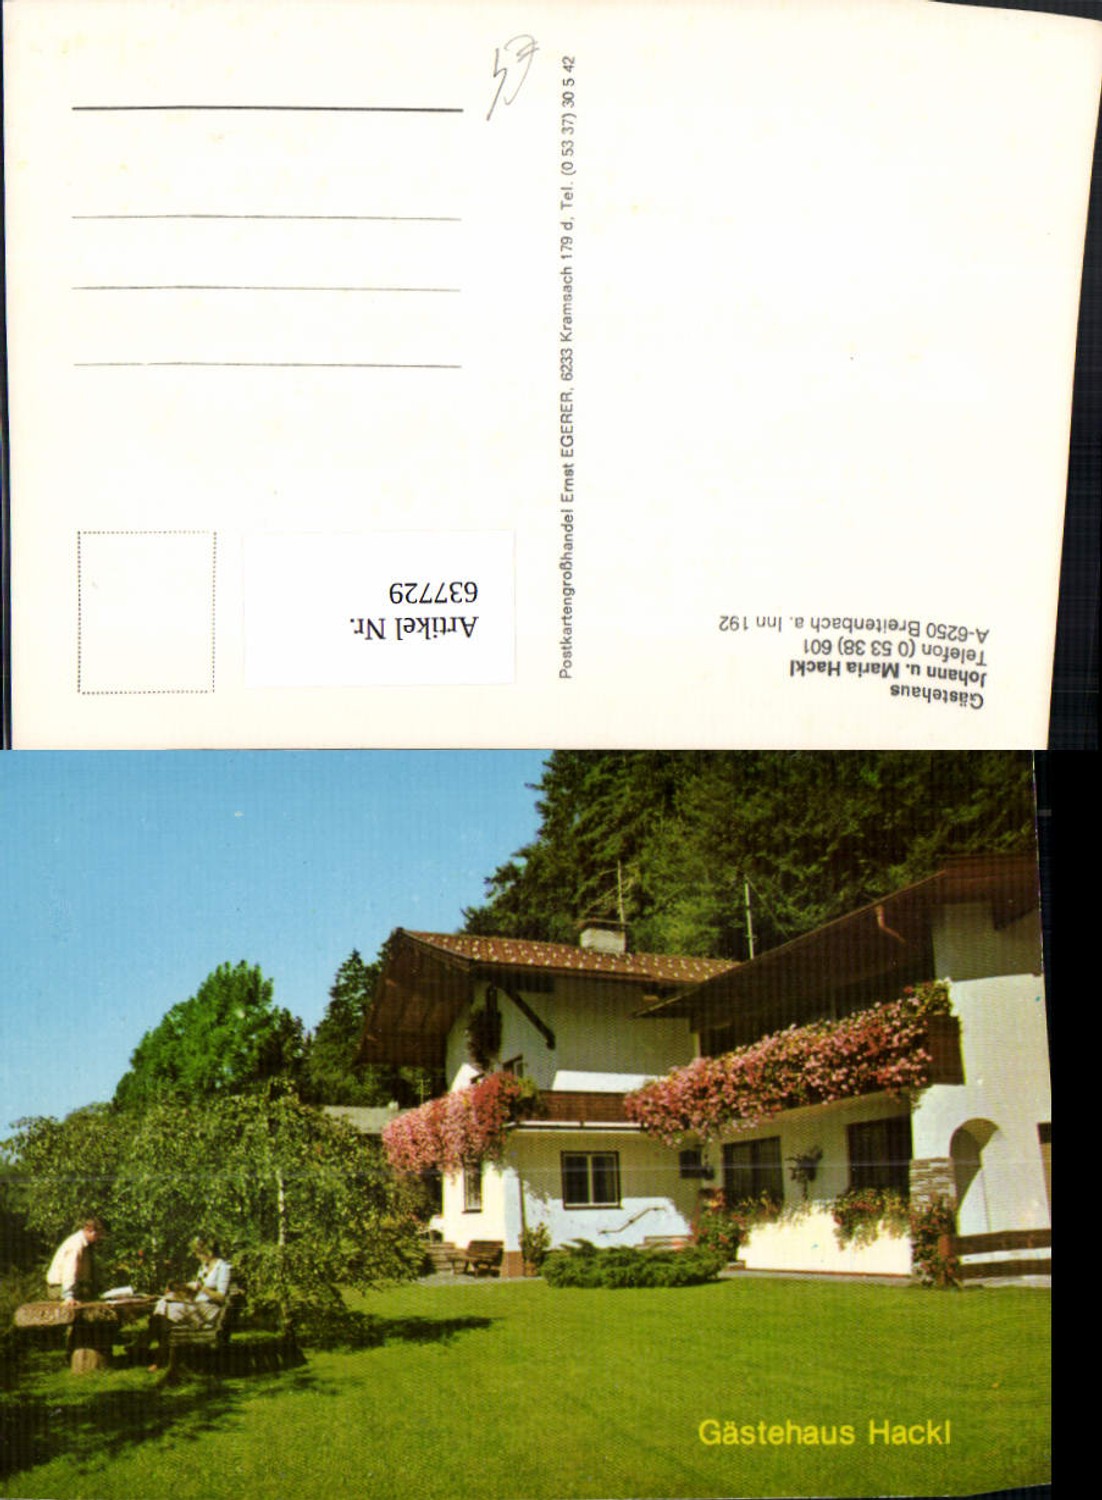 Gästehaus
Johann u. Maria Hackl
Telefon (0 53 38) 601
A-6250 Breitenbach a. Inn 192
Postkartengroßhandel Ernst EGERER, 6233 Kramsach 179 d, Tel. (0 53 37) 30 5 42
Artikel Nr.
637729
Gästehaus Hackl